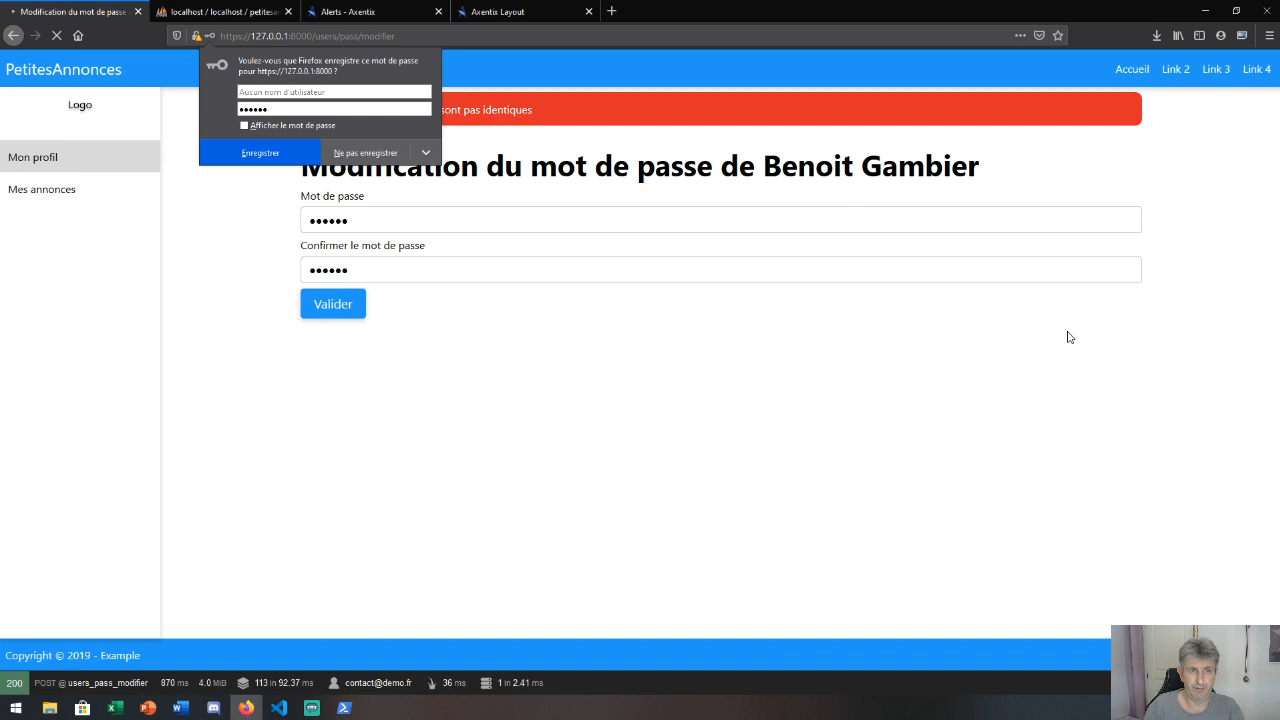 Modification du mot de passe
localhost / localhost / petitese
Alerts - Axentix
Axentix Layout
https://127.0.0.1:8000/users/pass/modifier
Voulez-vous que Firefox enregistre ce mot de passe
pour https://127.0.0.1:8000 ?
Aucun nom d'utilisateur
Afficher le mot de passe
Enregistrer
Ne pas enregistrer
PetitesAnnonces
Accueil
Link 2
Link 3
Link 4
Logo
Mon profil
Mes annonces
sont pas identiques
Modification du mot de passe de Benoit Gambier
Mot de passe
Confirmer le mot de passe
Valider
Copyright © 2019 - Example
200 POST @ users_pass_modifier 870 ms 4.0 MiB 113 in 92.37 ms contact@demo.fr 36 ms 1 in 2.41 ms